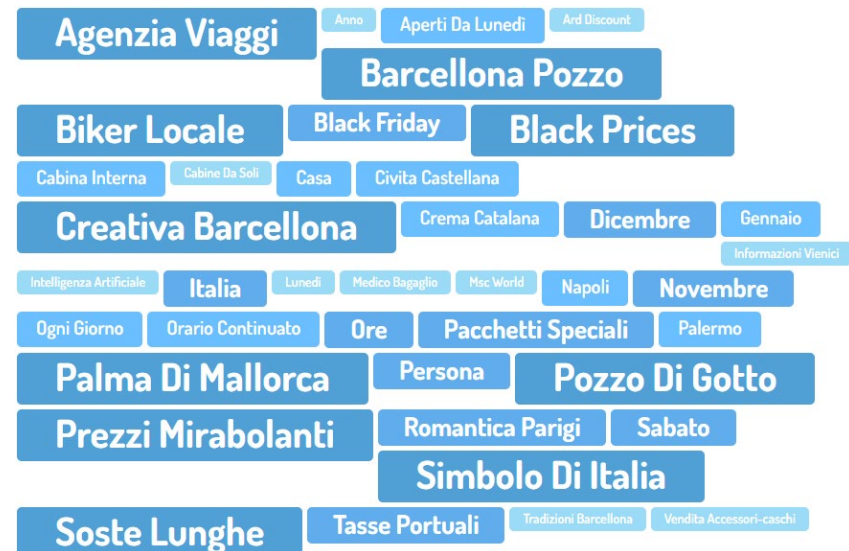 Agenzia Viaggi Anno Aperti Da Lunedì Ard Discount
Barcellona Pozzo
Biker Locale Black Friday Black Prices
Cabina Interna Cabine Da Soli Casa Civita Castellana
Creativa Barcellona Crema Catalana Dicembre Gennaio
Informazioni Vienici
Intelligenza Artificiale Italia Lunedì Medico Bagaglio Msc World Napoli Novembre
Ogni Giorno Orario Continuato Ore Pacchetti Speciali Palermo
Palma Di Mallorca Persona Pozzo Di Gotto
Prezzi Mirabolanti Romantica Parigi Sabato
Simbolo Di Italia
Soste Lunghe Tasse Portuali Tradizioni Barcellona Vendita Accessori-caschi